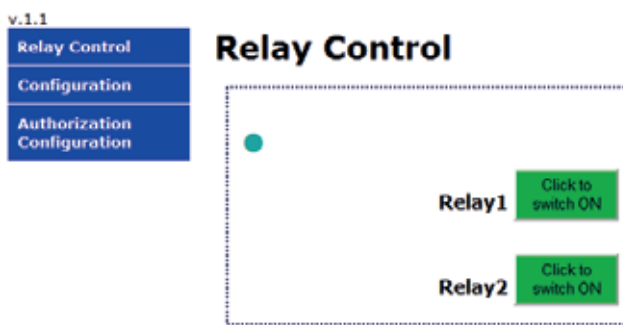 v.1.1
Relay Control
Configuration
Authorization
Configuration
Relay Control
Relay1
Click to
switch ON
Relay2
Click to
switch ON